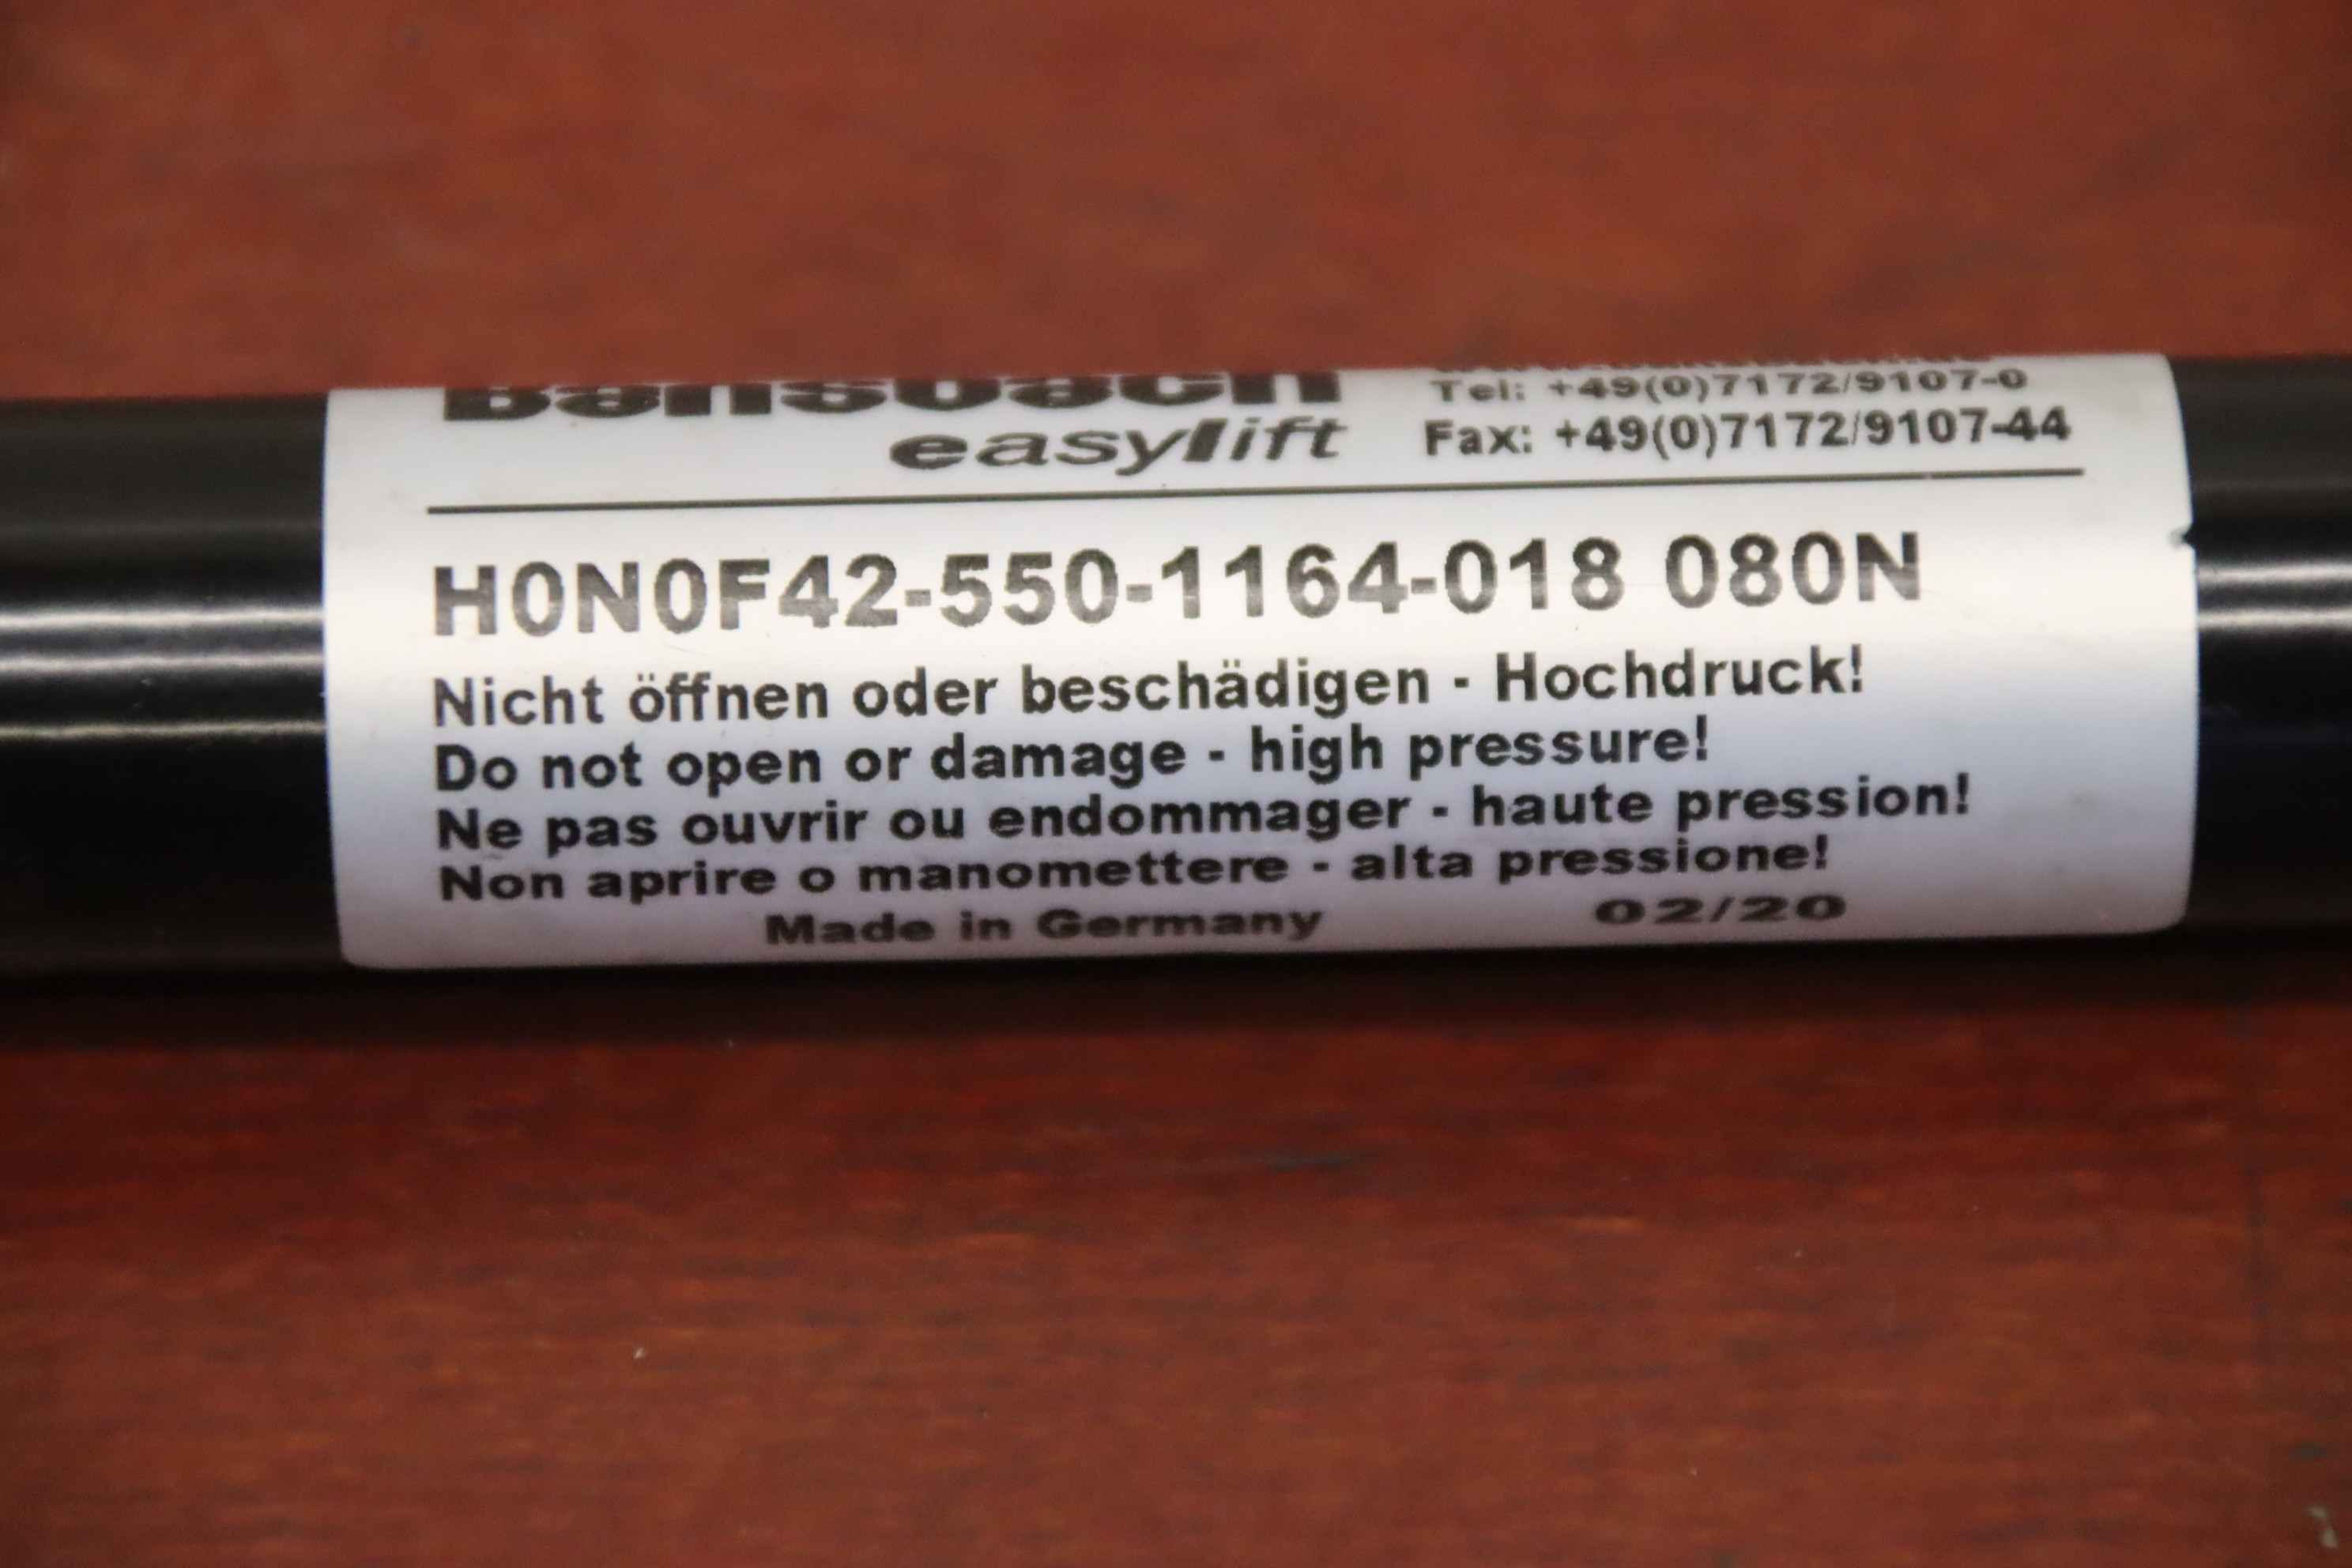 Bansbach
easylift
Tel: +49(0)7172/9107-0
Fax: +49(0)7172/9107-44
H0N0F42-550-1164-018 080N
Nicht öffnen oder beschädigen - Hochdruck!
Do not open or damage - high pressure!
Ne pas ouvrir ou endommager - haute pression!
Non aprire o manomettere - alta pressione!
Made in Germany 02/20